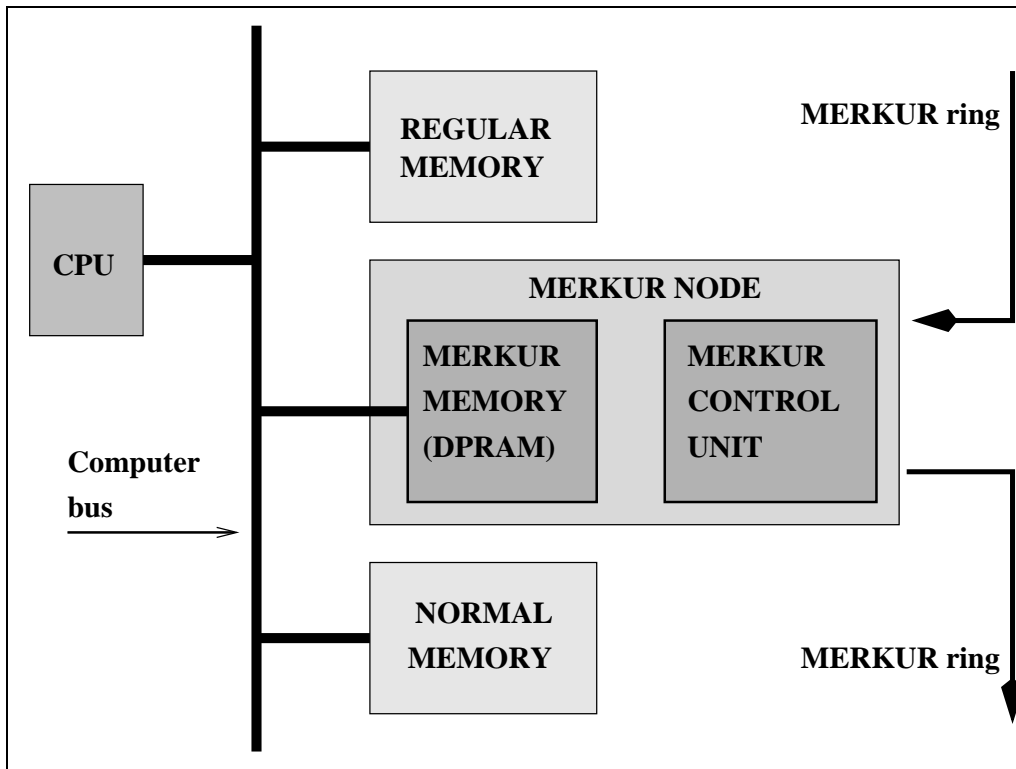 REGULAR
MEMORY
MERKUR ring
CPU
MERKUR NODE
MERKUR
MEMORY
(DPRAM)
MERKUR
CONTROL
UNIT
Computer
bus
NORMAL
MEMORY
MERKUR ring